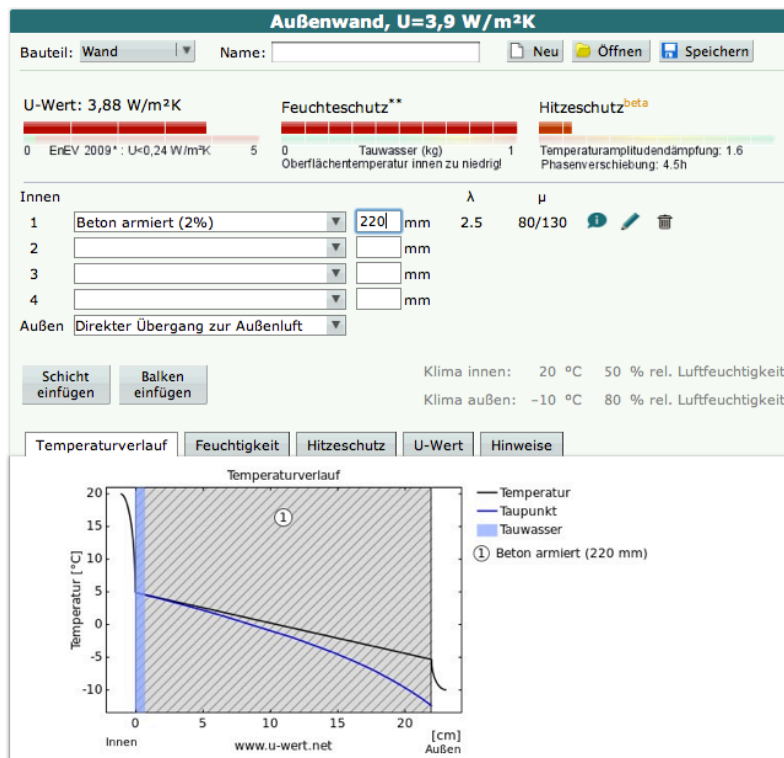 Außenwand, U=3,9 W/m²K
Bauteil: Wand Name: Neu Öffnen Speichern
U-Wert: 3,88 W/m²K Feuchteschutz** Hitzeschutz beta
0 EnEV 2009* : U<0,24 W/m²K 5 0 Tauwasser (kg) 1 Temperaturamplitudendämpfung: 1.6
Oberflächentemperatur innen zu niedrig! Phasenverschiebung: 4.5h
Innen λ μ
1 Beton armiert (2%) 220 mm 2.5 80/130
2 mm
3 mm
4 mm
Außen Direkter Übergang zur Außenluft
Schicht einfügen Balken einfügen
Klima innen: 20 ºC 50 % rel. Luftfeuchtigkeit
Klima außen: -10 ºC 80 % rel. Luftfeuchtigkeit
Temperaturverlauf Feuchtigkeit Hitzeschutz U-Wert Hinweise
Temperaturverlauf
Temperatur [°C]
20
15
10
5
0
-5
-10
1
0 5 10 15 20 [cm]
Innen www.u-wert.net Außen
Temperatur
Taupunkt
Tauwasser
1 Beton armiert (220 mm)